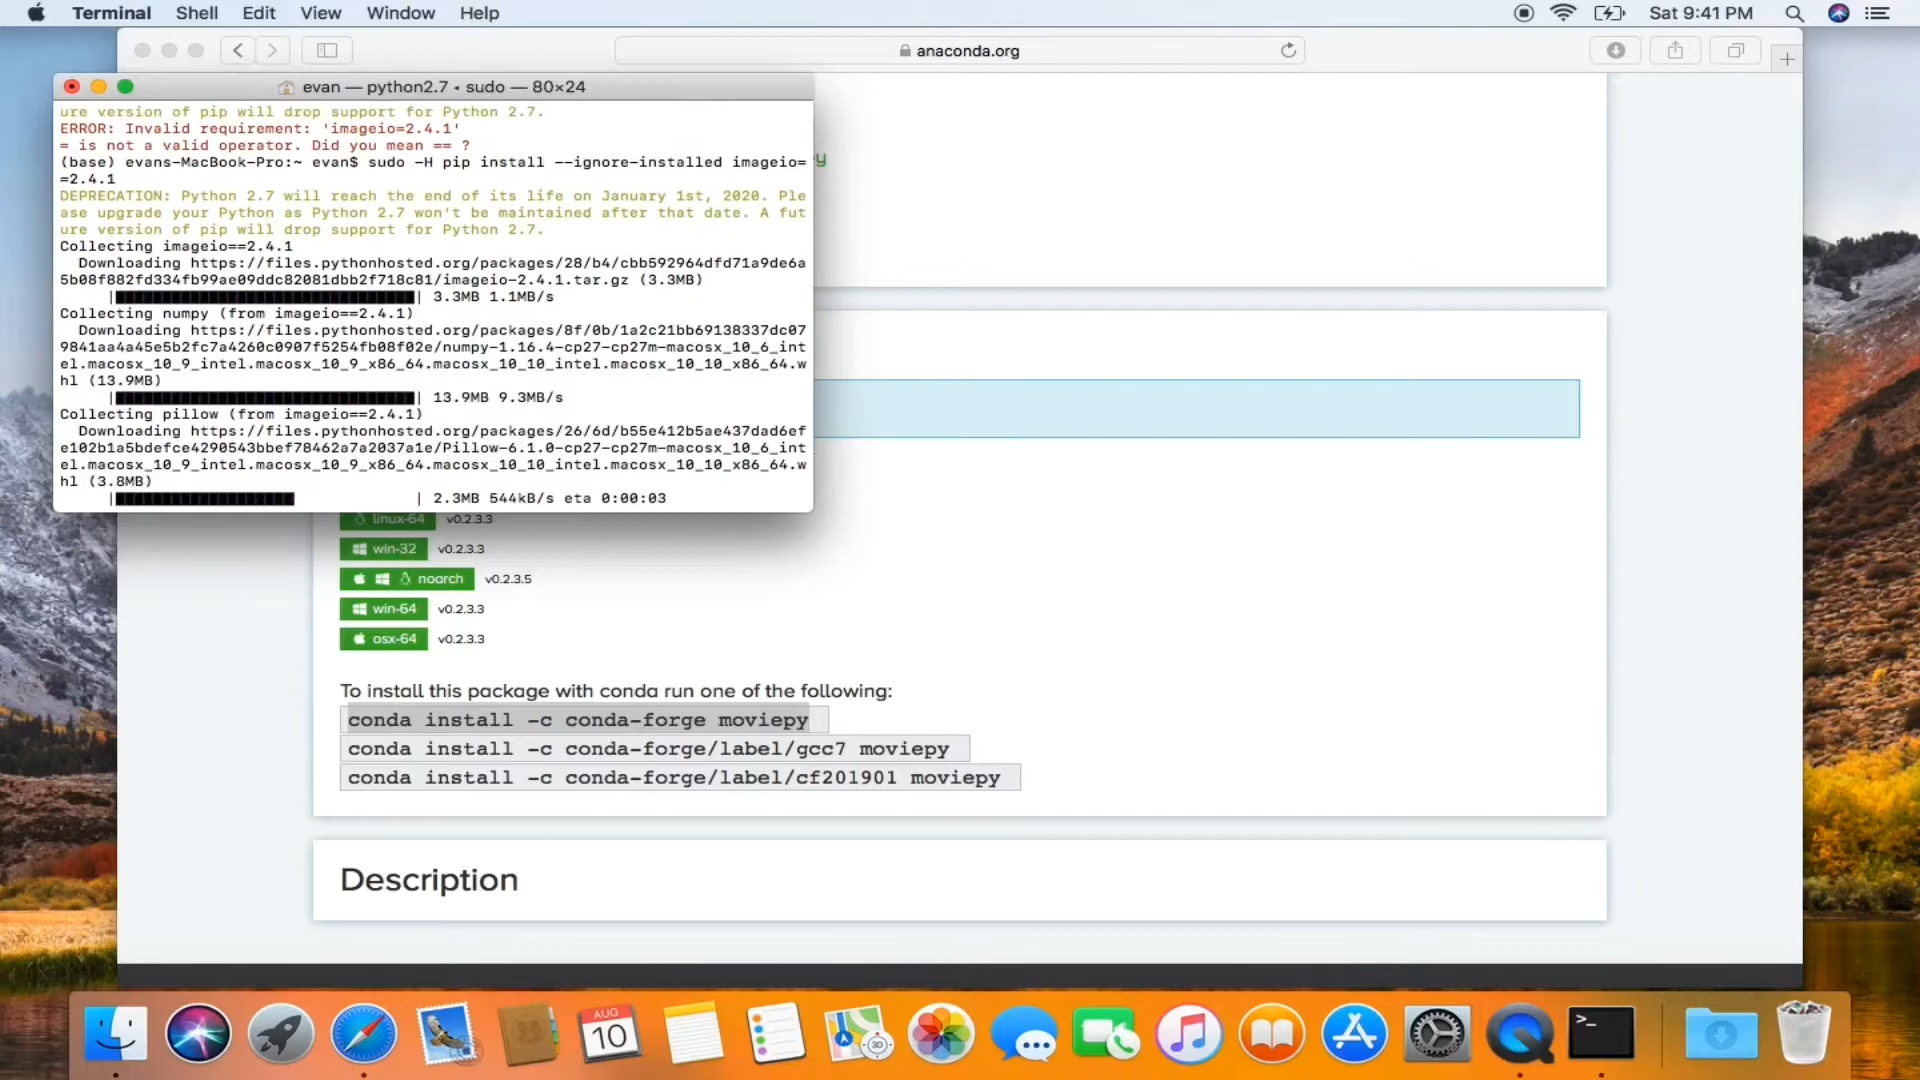 Terminal Shell Edit View Window Help Sat 9:41 PM
anaconda.org
evan — python2.7 • sudo — 80×24
ure version of pip will drop support for Python 2.7.
ERROR: Invalid requirement: 'imageio=2.4.1'
= is not a valid operator. Did you mean == ?
(base) evans-MacBook-Pro:~ evan$ sudo -H pip install --ignore-installed imageio=
=2.4.1
DEPRECATION: Python 2.7 will reach the end of its life on January 1st, 2020. Ple
ase upgrade your Python as Python 2.7 won't be maintained after that date. A fut
ure version of pip will drop support for Python 2.7.
Collecting imageio==2.4.1
Downloading https://files.pythonhosted.org/packages/28/b4/cbb592964dfd71a9de6a
5b08f882fd334fb99ae09ddc82081dbb2f718c81/imageio-2.4.1.tar.gz (3.3MB)
| | 3.3MB 1.1MB/s
Collecting numpy (from imageio==2.4.1)
Downloading https://files.pythonhosted.org/packages/8f/0b/1a2c21bb69138337dc07
9841aa4a45e5b2fc7a4260c0907f5254fb08f02e/numpy-1.16.4-cp27-cp27m-macosx_10_6_int
el.macosx_10_9_intel.macosx_10_9_x86_64.macosx_10_10_intel.macosx_10_10_x86_64.w
hl (13.9MB)
| | 13.9MB 9.3MB/s
Collecting pillow (from imageio==2.4.1)
Downloading https://files.pythonhosted.org/packages/26/6d/b55e412b5ae437dad6ef
e102b1a5bdefce4290543bbef78462a7a2037a1e/Pillow-6.1.0-cp27-cp27m-macosx_10_6_int
el.macosx_10_9_intel.macosx_10_9_x86_64.macosx_10_10_intel.macosx_10_10_x86_64.w
hl (3.8MB)
| | 2.3MB 544kB/s eta 0:00:03
y
linux-64 v0.2.3.3
win-32 v0.2.3.3
noarch v0.2.3.5
win-64 v0.2.3.3
osx-64 v0.2.3.3
To install this package with conda run one of the following:
conda install -c conda-forge moviepy
conda install -c conda-forge/label/gcc7 moviepy
conda install -c conda-forge/label/cf201901 moviepy
Description
AUG
10
3D
>_